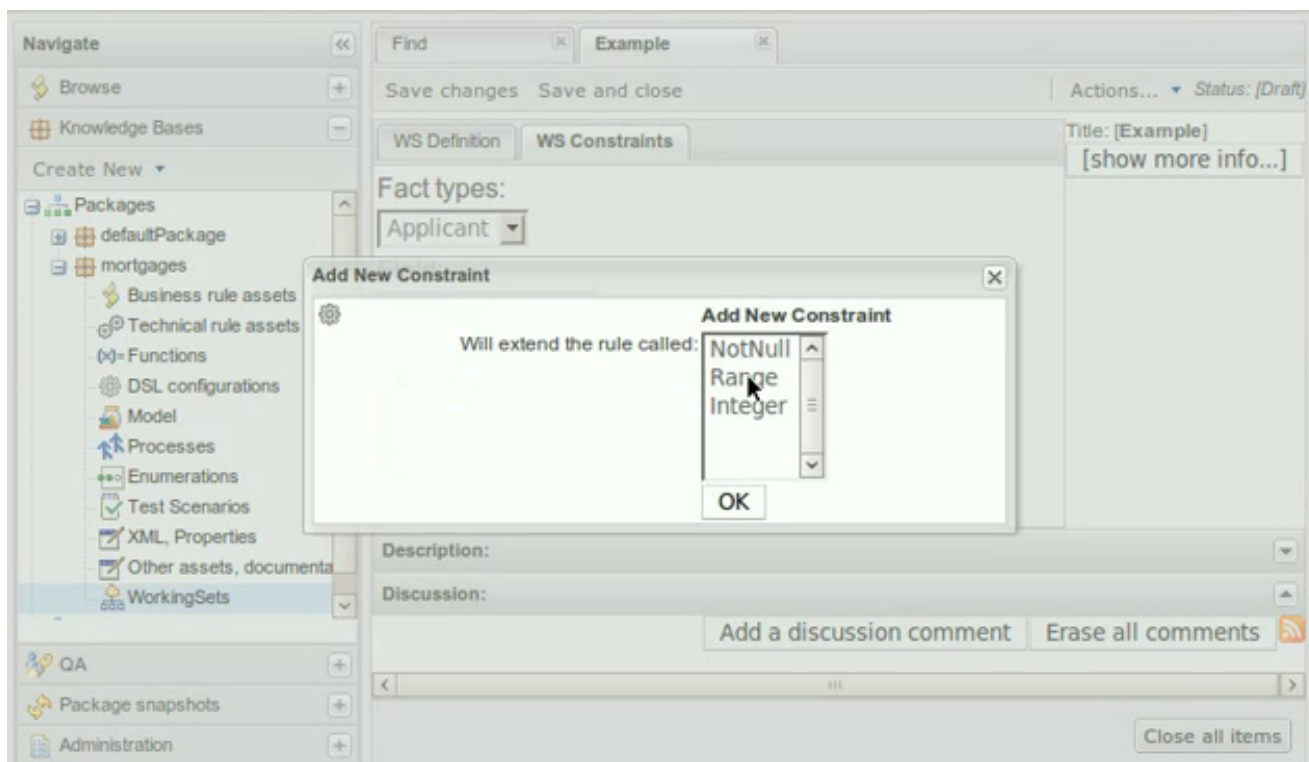 Navigate
Browse
Knowledge Bases
Create New
Packages
defaultPackage
mortgages
Business rule assets
Technical rule assets
(x)= Functions
DSL configurations
Model
Processes
Enumerations
Test Scenarios
XML, Properties
Other assets, documenta
WorkingSets
QA
Package snapshots
Administration
Find Example
Save changes Save and close Actions... Status: [Draft]
WS Definition WS Constraints
Title: [Example]
[show more info...]
Fact types:
Applicant
Add New Constraint
Add New Constraint
Will extend the rule called:
NotNull
Range
Integer
OK
Description:
Discussion:
Add a discussion comment Erase all comments
Close all items